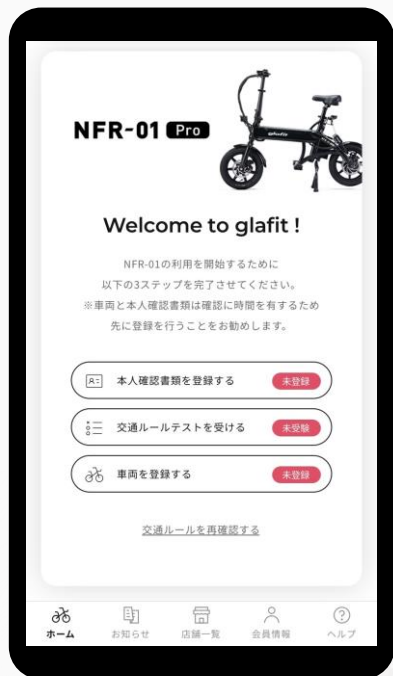 NFR-01 Pro
glafit
Welcome to glafit !
NFR-01の利用を開始するために
以下の3ステップを完了させてください。
※車両と本人確認書類は確認に時間を有するため
先に登録を行うことをお勧めします。
本人確認書類を登録する 未登録
交通ルールテストを受ける 未受験
車両を登録する 未登録
交通ルールを再確認する
ホーム お知らせ 店舗一覧 会員情報 ヘルプ